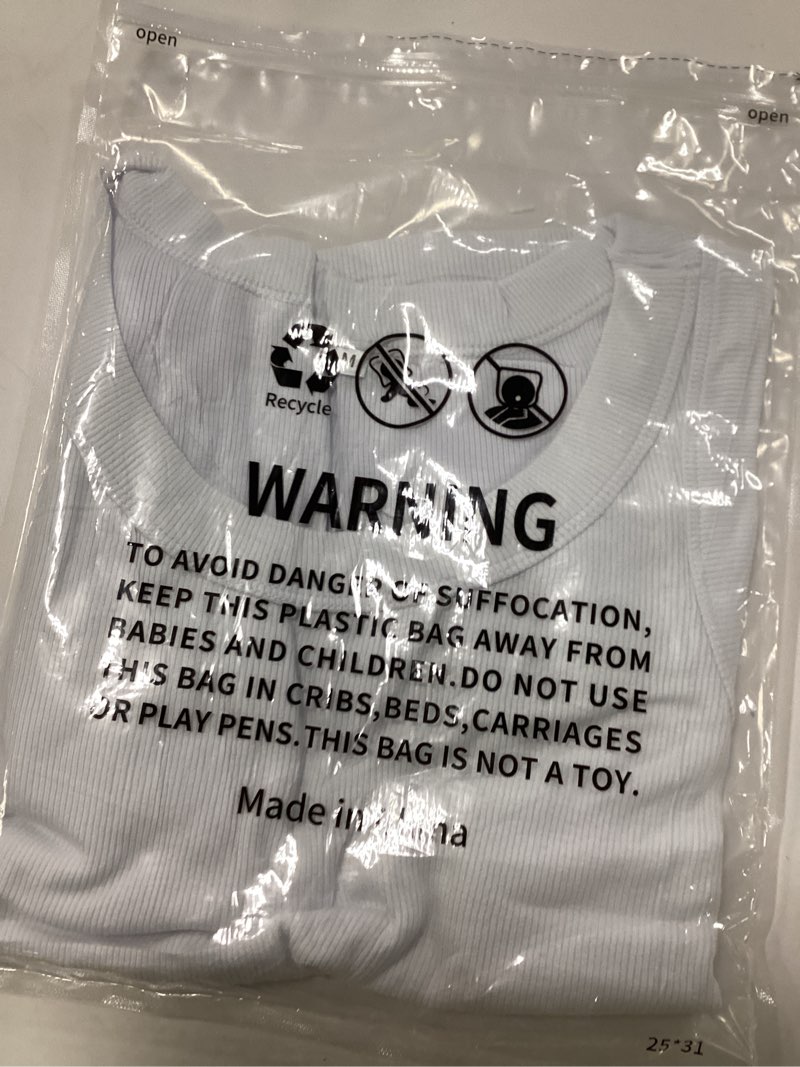 open
open
Recycle
WARNING
TO AVOID DANGER OF SUFFOCATION,
KEEP THIS PLASTIC BAG AWAY FROM
BABIES AND CHILDREN.DO NOT USE
THIS BAG IN CRIBS,BEDS,CARRIAGES
OR PLAY PENS.THIS BAG IS NOT A TOY.
Made in China
25*31